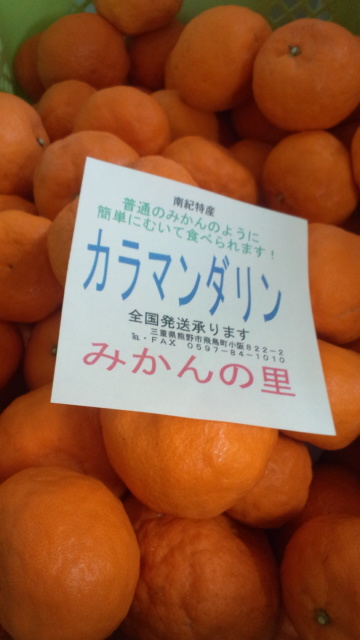 南紀特産
普通のみかんのように
簡単にむいて食べられます!
カラマンダリン
全国発送承ります
三重県熊野市飛鳥町小阪822-2
℡・FAX 0597-84-1010
みかんの里